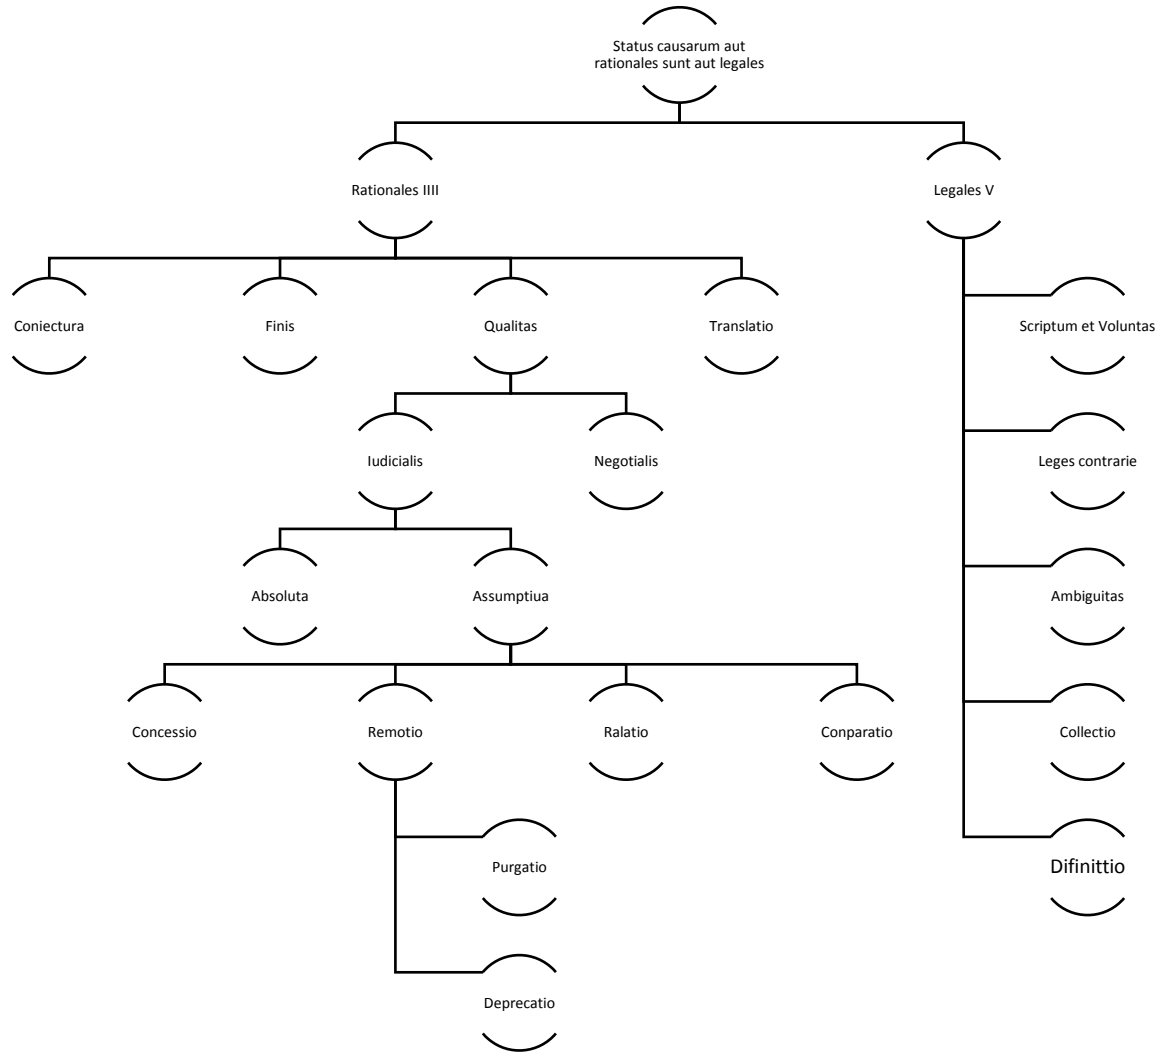 Status causarum aut
rationales sunt aut legales
Rationales IIII
Legales V
Coniectura
Finis
Qualitas
Translatio
Scriptum et Voluntas
Iudicialis
Negotialis
Leges contrarie
Absoluta
Assumptiua
Ambiguitas
Concessio
Remotio
Ralatio
Conparatio
Collectio
Purgatio
Difinittio
Deprecatio